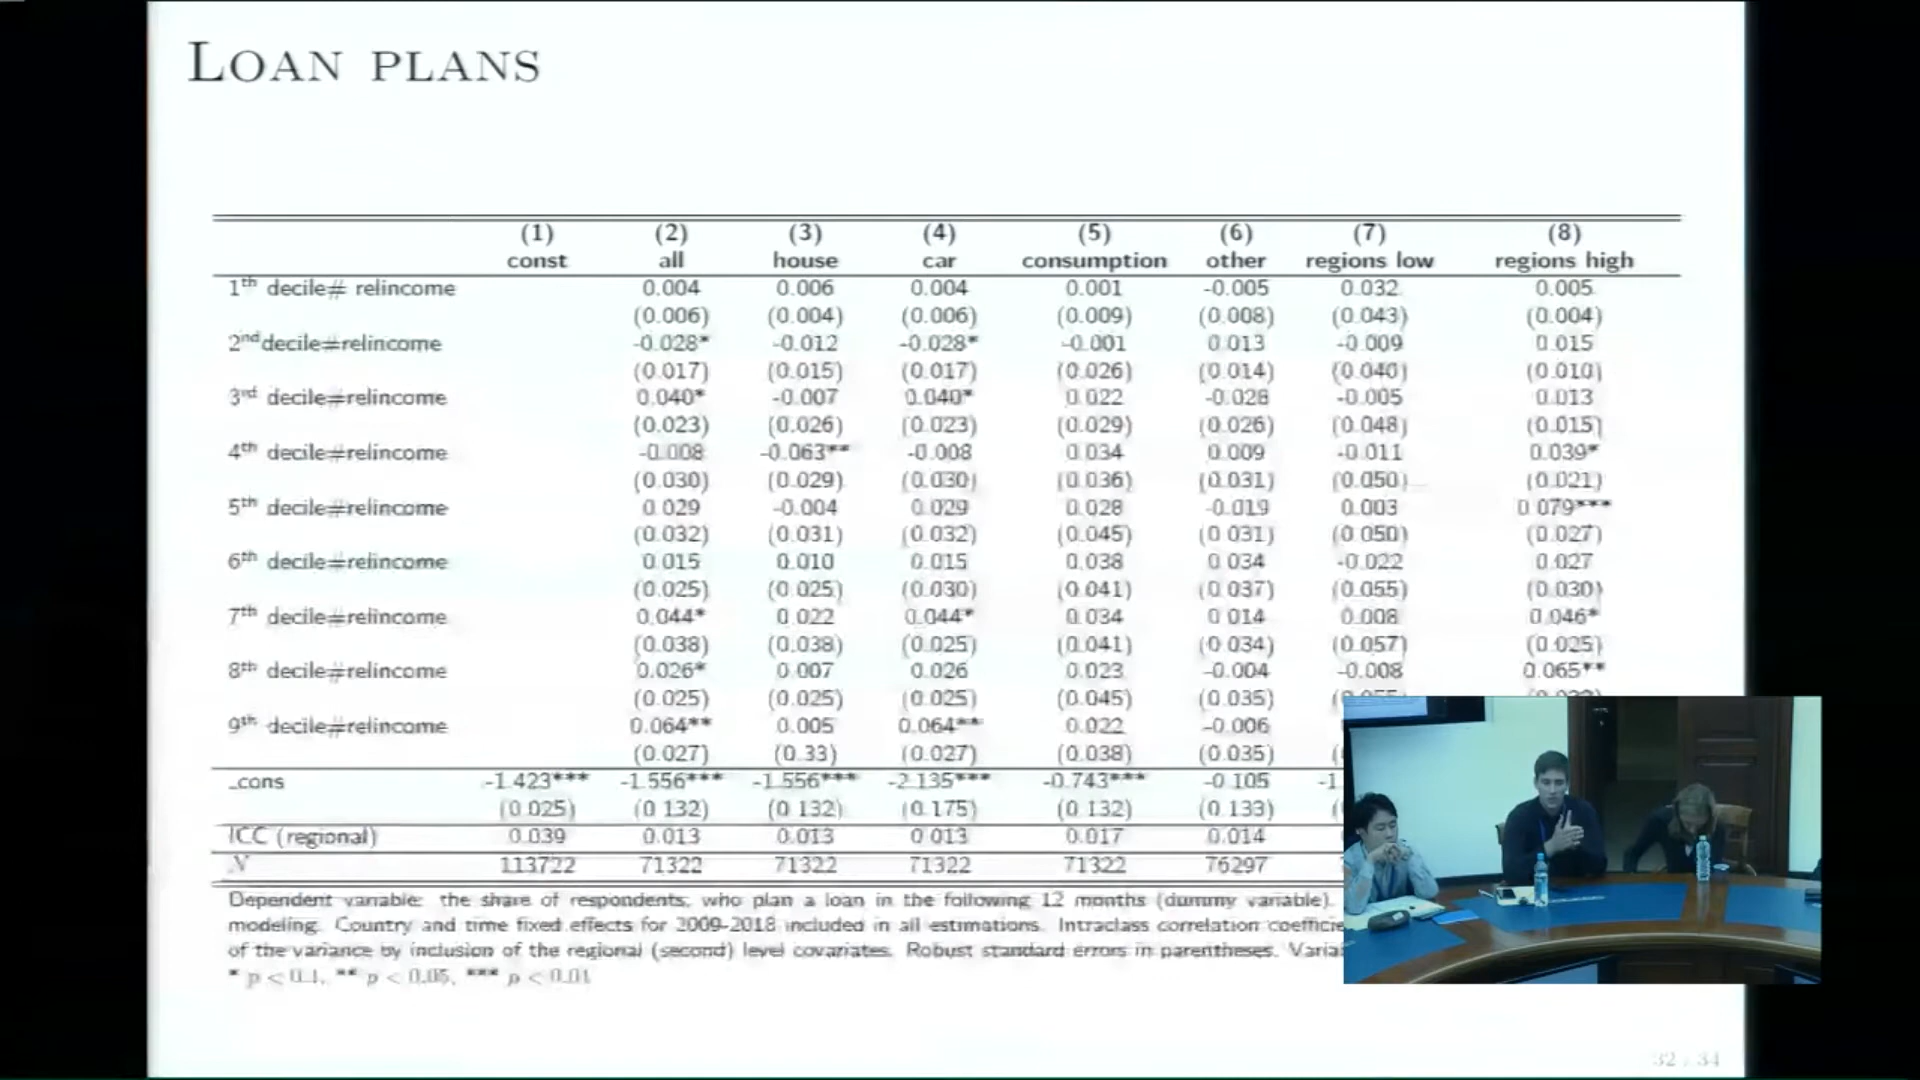 LOAN PLANS
(1) (2) (3) (4) (5) (6) (7) (8)
const all house car consumption other regions low regions high
1th decile# relincome 0.004 0.006 0.004 0.001 -0.005 0.032 0.005
(0.006) (0.004) (0.006) (0.009) (0.008) (0.043) (0.004)
2nd decile#relincome -0.028* -0.012 -0.028* -0.001 0.013 -0.009 0.015
(0.017) (0.015) (0.017) (0.026) (0.014) (0.040) (0.010)
3rd decile#relincome 0.040* -0.007 0.040* 0.022 -0.028 -0.005 0.013
(0.023) (0.026) (0.023) (0.029) (0.026) (0.048) (0.015)
4th decile#relincome -0.008 -0.063** -0.008 0.034 0.009 -0.011 0.039*
(0.030) (0.029) (0.030) (0.036) (0.031) (0.050) (0.021)
5th decile#relincome 0.029 -0.004 0.029 0.028 -0.019 0.003 0.079***
(0.032) (0.031) (0.032) (0.045) (0.031) (0.050) (0.027)
6th decile#relincome 0.015 0.010 0.015 0.038 0.034 -0.022 0.027
(0.025) (0.025) (0.030) (0.041) (0.037) (0.055) (0.030)
7th decile#relincome 0.044* 0.022 0.044* 0.034 0.014 0.008 0.046*
(0.038) (0.038) (0.025) (0.041) (0.034) (0.057) (0.025)
8th decile#relincome 0.026* 0.007 0.026 0.023 -0.004 -0.008 0.065**
(0.025) (0.025) (0.025) (0.045) (0.035)
9th decile#relincome 0.064** 0.005 0.064** 0.022 -0.006
(0.027) (0.33) (0.027) (0.038) (0.035)
_cons -1.423*** -1.556*** -1.556*** -2.135*** -0.743*** -0.105 -1
(0.025) (0.132) (0.132) (0.175) (0.132) (0.133)
ICC (regional) 0.039 0.013 0.013 0.013 0.017 0.014
N 113722 71322 71322 71322 71322 76297
Dependent variable: the share of respondents, who plan a loan in the following 12 months (dummy variable).
modeling. Country and time fixed effects for 2009-2018 included in all estimations. Intraclass correlation
of the variance by inclusion of the regional (second) level covariates. Robust standard errors in parentheses.
* p < 0.1, ** p < 0.05, *** p < 0.01
32 / 34